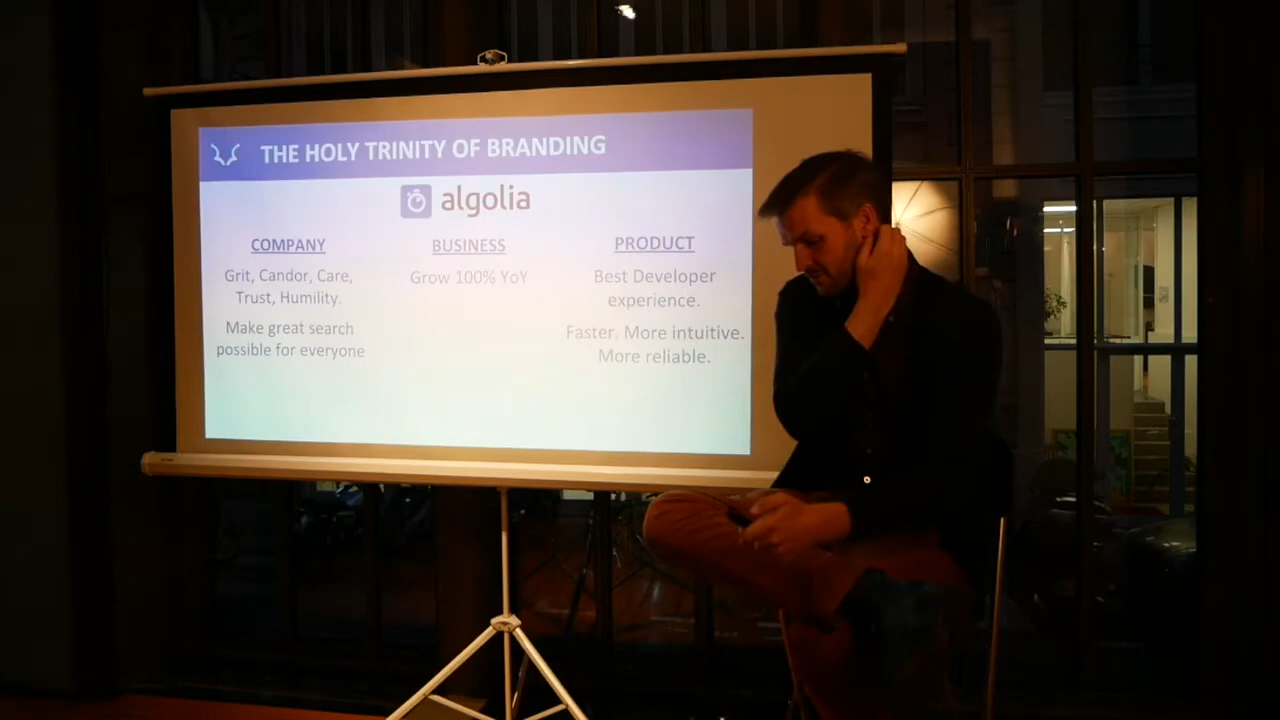 THE HOLY TRINITY OF BRANDING
algolia
COMPANY
Grit, Candor, Care,
Trust, Humility.
Make great search
possible for everyone
BUSINESS
Grow 100% YoY
PRODUCT
Best Developer
experience.
Faster. More intuitive.
More reliable.